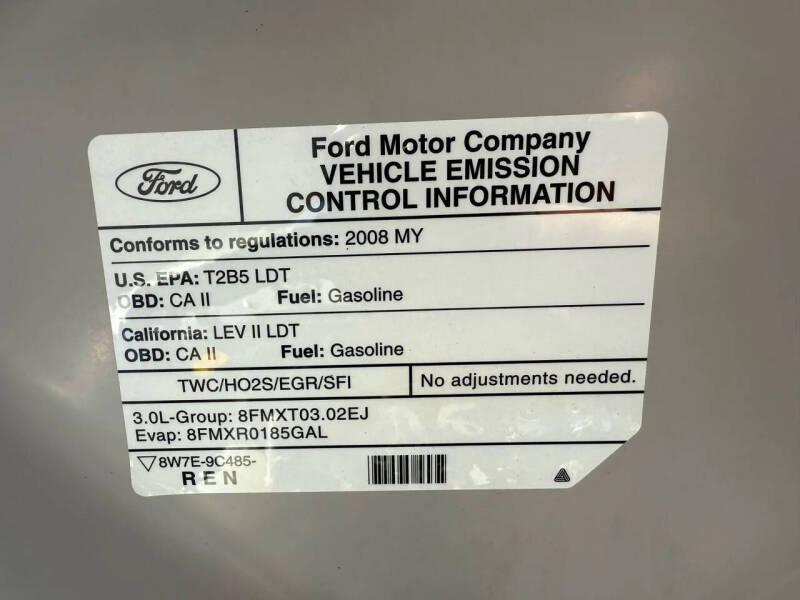 Ford
Ford Motor Company
VEHICLE EMISSION
CONTROL INFORMATION
Conforms to regulations: 2008 MY
U.S. EPA: T2B5 LDT
OBD: CA II Fuel: Gasoline
California: LEV II LDT
OBD: CA II Fuel: Gasoline
TWC/HO2S/EGR/SFI No adjustments needed.
3.0L-Group: 8FMXT03.02EJ
Evap: 8FMXR0185GAL
8W7E-9C485-
REN